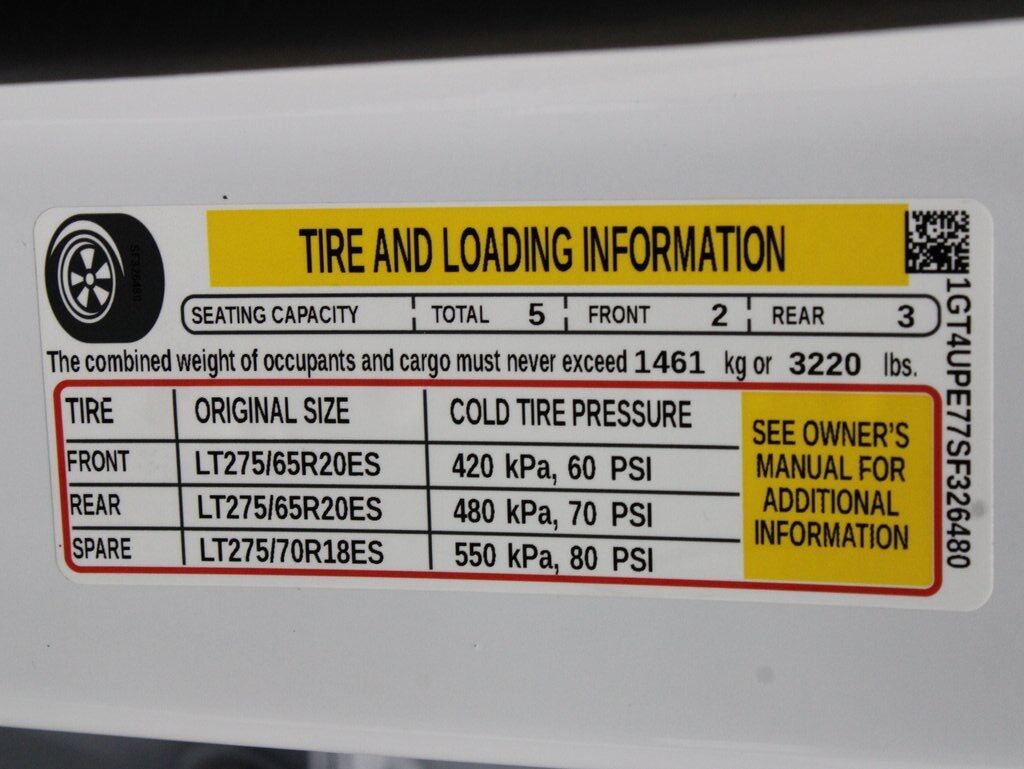 TIRE AND LOADING INFORMATION
SEATING CAPACITY TOTAL 5 FRONT 2 REAR 3
The combined weight of occupants and cargo must never exceed 1461 kg or 3220 lbs.
TIRE ORIGINAL SIZE COLD TIRE PRESSURE
FRONT LT275/65R20ES 420 kPa, 60 PSI
REAR LT275/65R20ES 480 kPa, 70 PSI
SPARE LT275/70R18ES 550 kPa, 80 PSI
SEE OWNER'S
MANUAL FOR
ADDITIONAL
INFORMATION
1GT4UPE77SF326480
SF326480